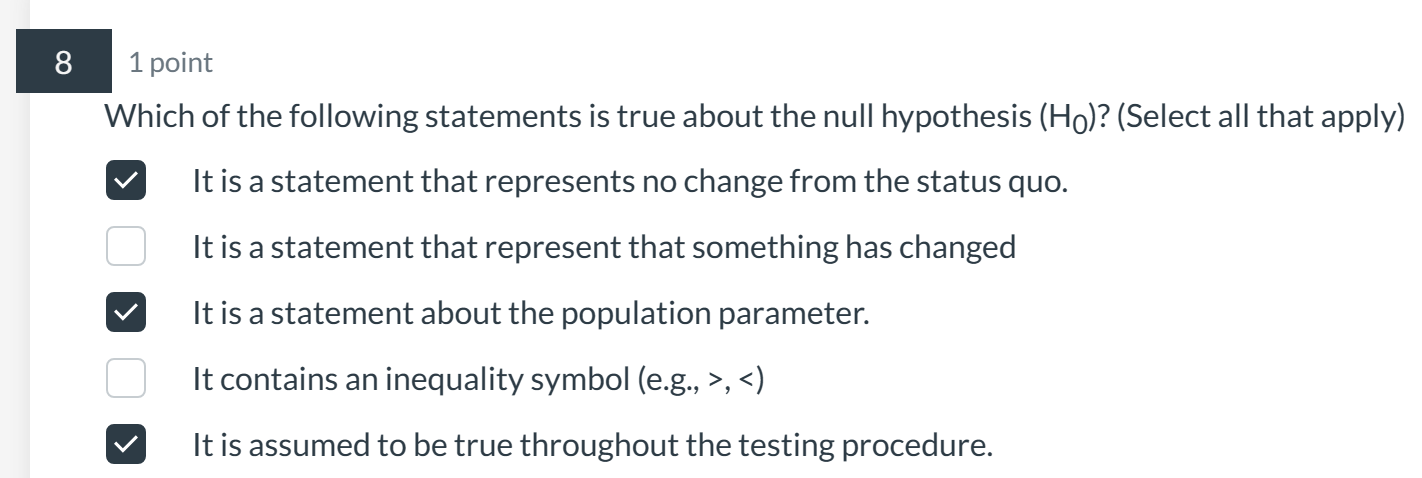 8
1 point
Which of the following statements is true about the null hypothesis (H0)? (Select all that apply)
It is a statement that represents no change from the status quo.
It is a statement that represent that something has changed
It is a statement about the population parameter.
It contains an inequality symbol (e.g., >, <)
It is assumed to be true throughout the testing procedure.